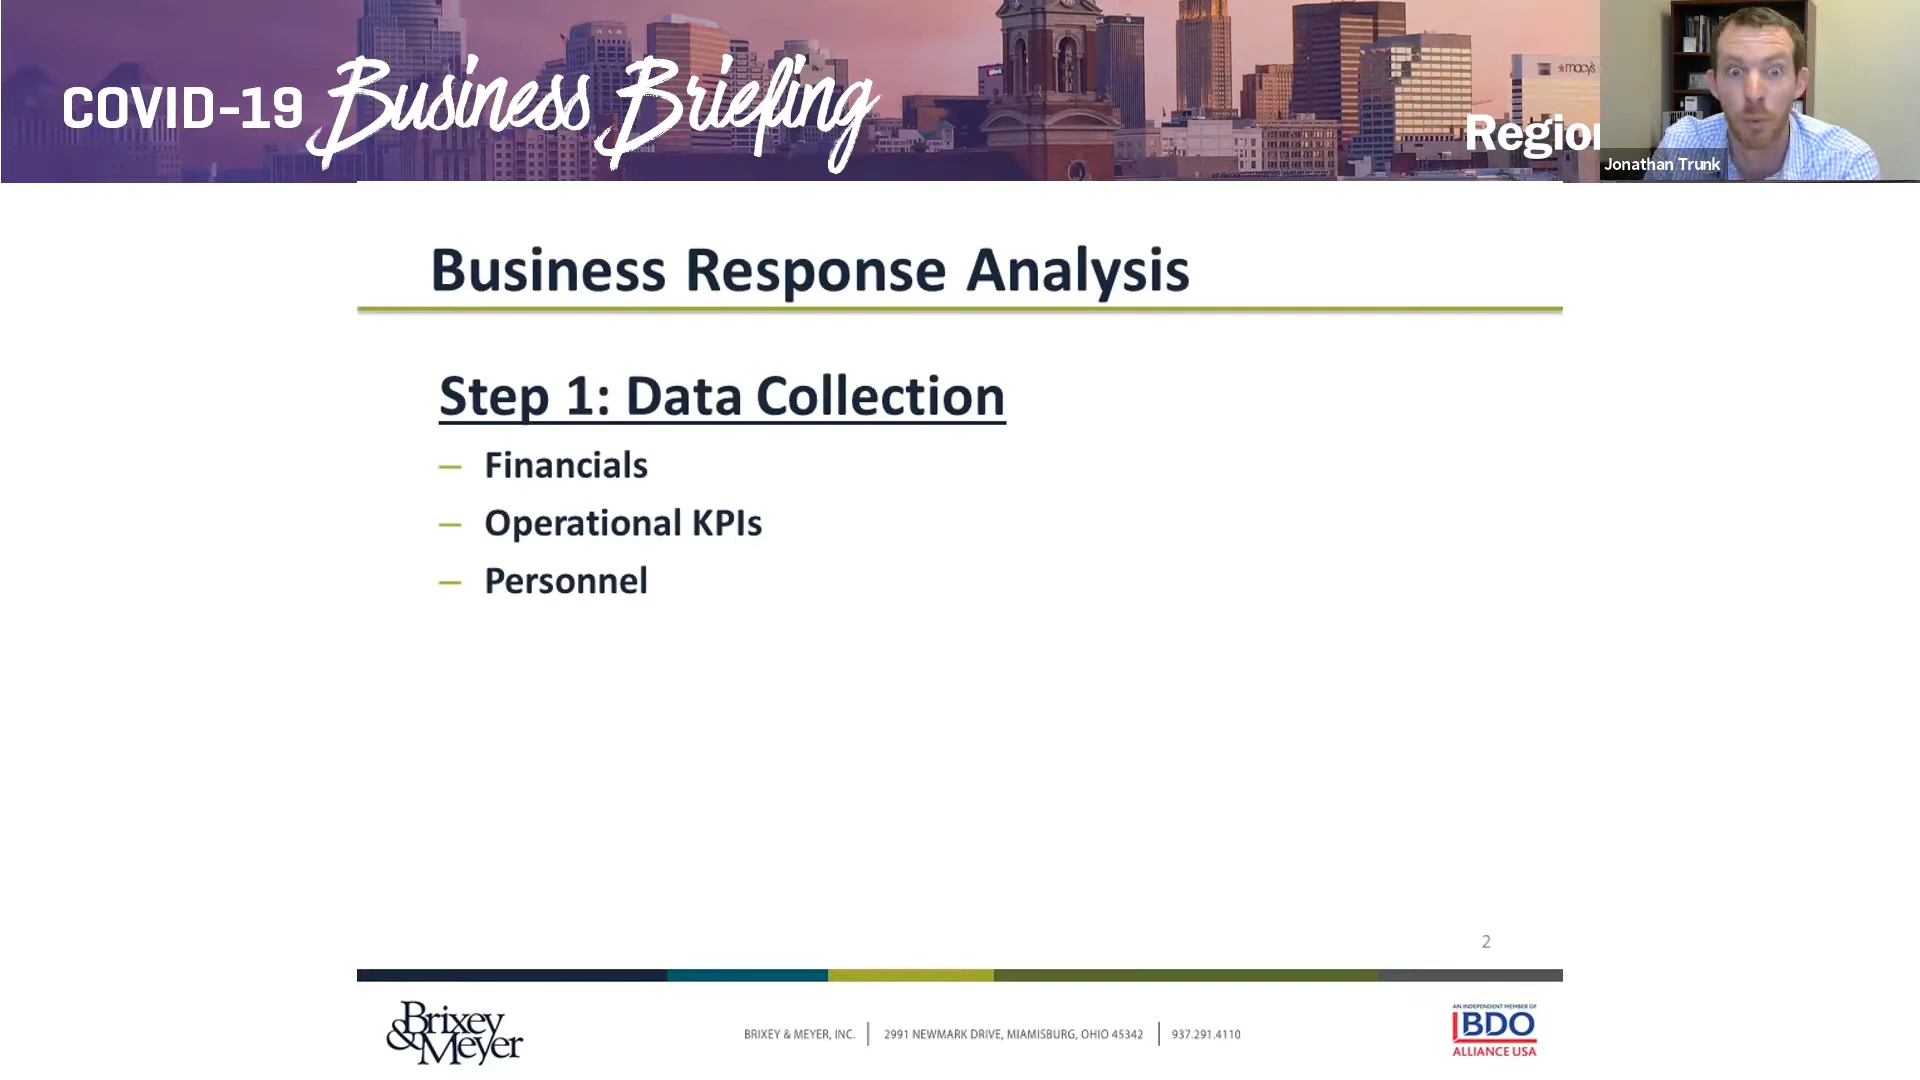 COVID-19 Business Briefing
macy's
Region
Jonathan Trunk
Business Response Analysis
Step 1: Data Collection
– Financials
– Operational KPIs
– Personnel
2
Brixey
&Meyer
BRIXEY & MEYER, INC. | 2991 NEWMARK DRIVE, MIAMISBURG, OHIO 45342 | 937.291.4110
AN INDEPENDENT MEMBER OF
BDO
ALLIANCE USA